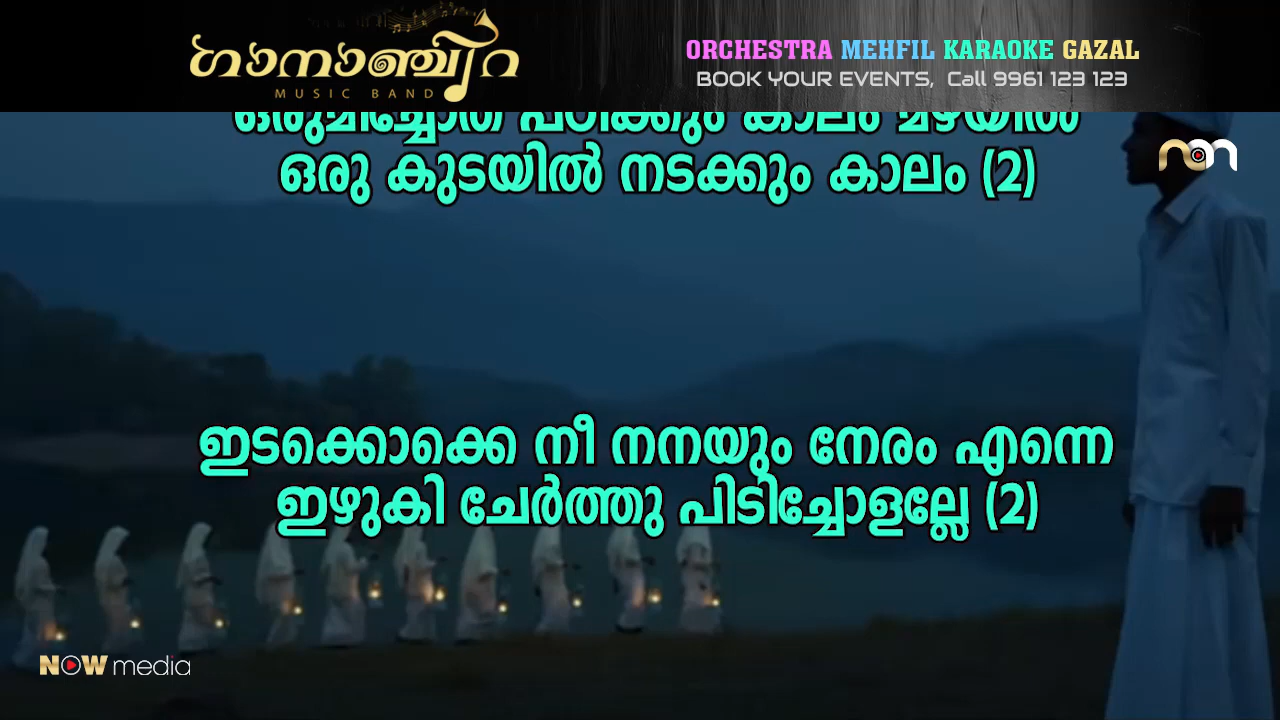 ഗാനാഞ്ചിറ
MUSIC BAND
ORCHESTRA MEHFIL KARAOKE GAZAL
BOOK YOUR EVENTS, Call 9961 123 123
കാലം മഴയിൽ
ഒരു കുടയിൽ നടക്കും കാലം (2)
ഇടക്കൊക്കെ നീ നനയും നേരം എന്നെ
ഇഴുകി ചേർത്തു പിടിച്ചോളല്ലേ (2)
NOW media